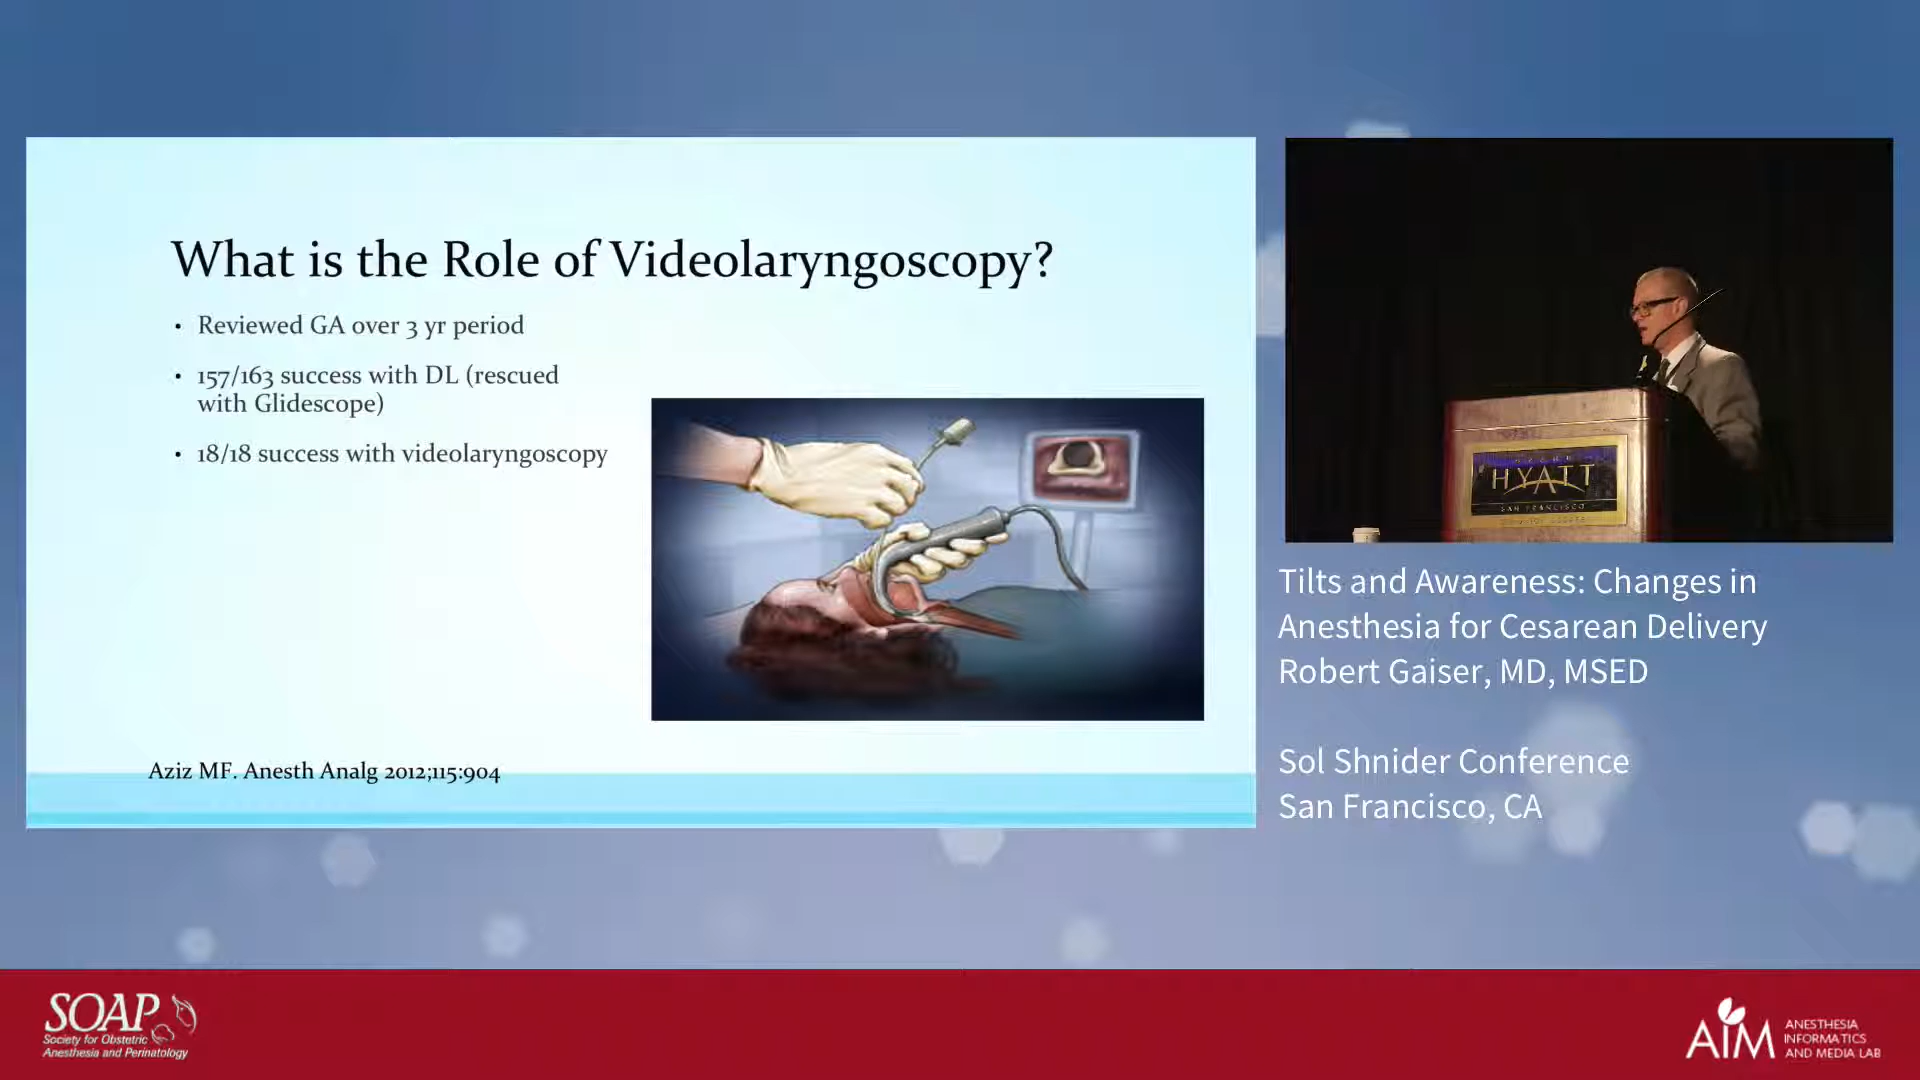 What is the Role of Videolaryngoscopy?
• Reviewed GA over 3 yr period
• 157/163 success with DL (rescued
with Glidescope)
• 18/18 success with videolaryngoscopy
Aziz MF. Anesth Analg 2012;115:904
HYATT
SAN FRANCISCO
Tilts and Awareness: Changes in
Anesthesia for Cesarean Delivery
Robert Gaiser, MD, MSED
Sol Shnider Conference
San Francisco, CA
SOAP
Society for Obstetric
Anesthesia and Perinatology
AIM
ANESTHESIA
INFORMATICS
AND MEDIA LAB